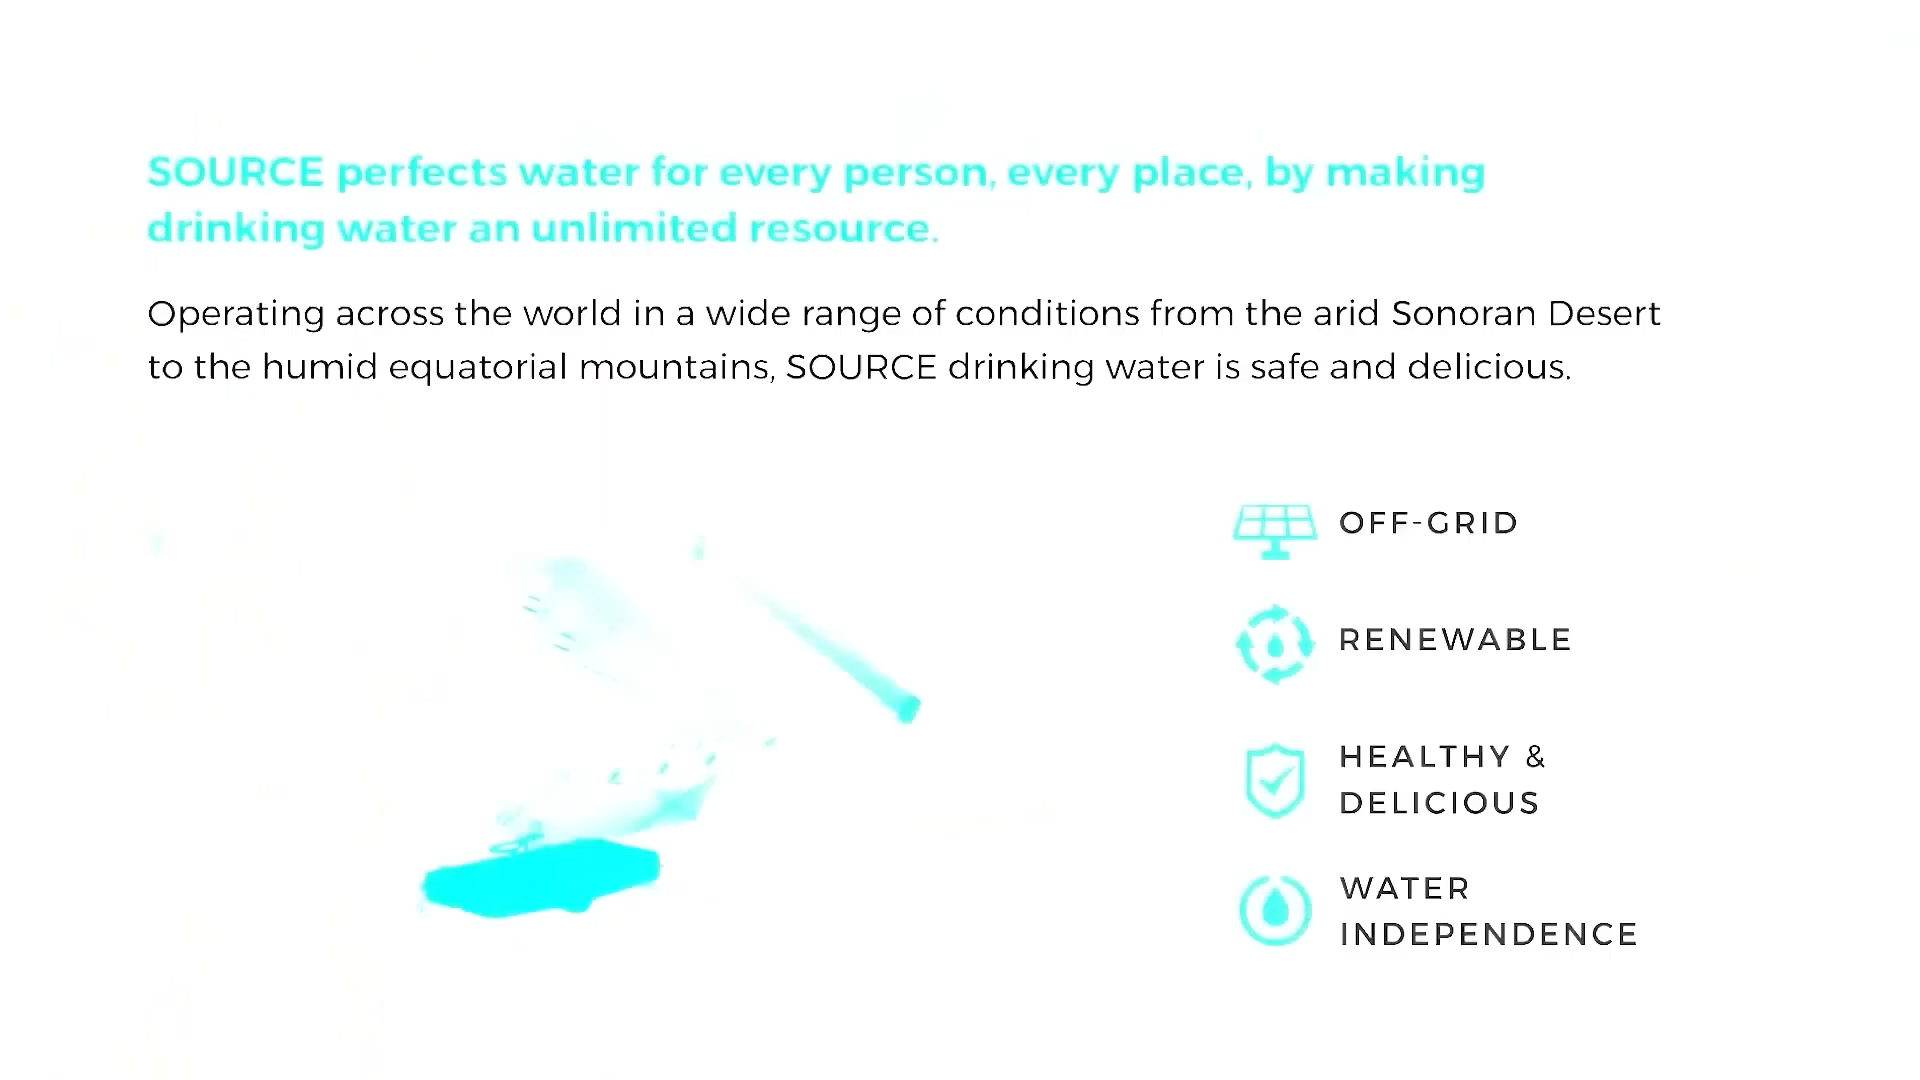 SOURCE perfects water for every person, every place, by making
drinking water an unlimited resource.
Operating across the world in a wide range of conditions from the arid Sonoran Desert
to the humid equatorial mountains, SOURCE drinking water is safe and delicious.
OFF-GRID
RENEWABLE
HEALTHY &
DELICIOUS
WATER
INDEPENDENCE